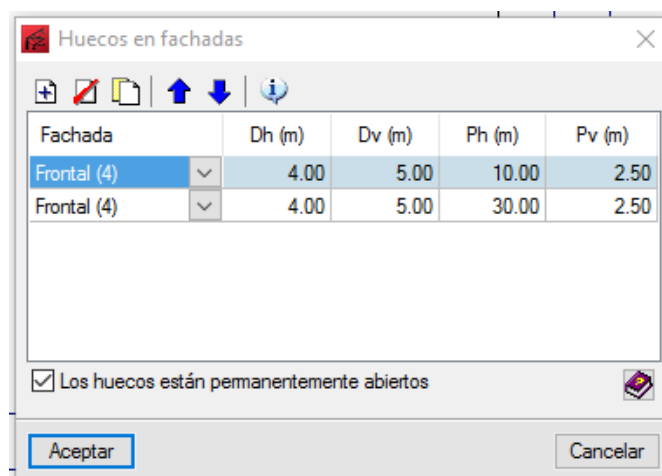 Huecos en fachadas
Fachada Dh (m) Dv (m) Ph (m) Pv (m)
Frontal (4) 4.00 5.00 10.00 2.50
Frontal (4) 4.00 5.00 30.00 2.50
Los huecos están permanentemente abiertos
Aceptar Cancelar